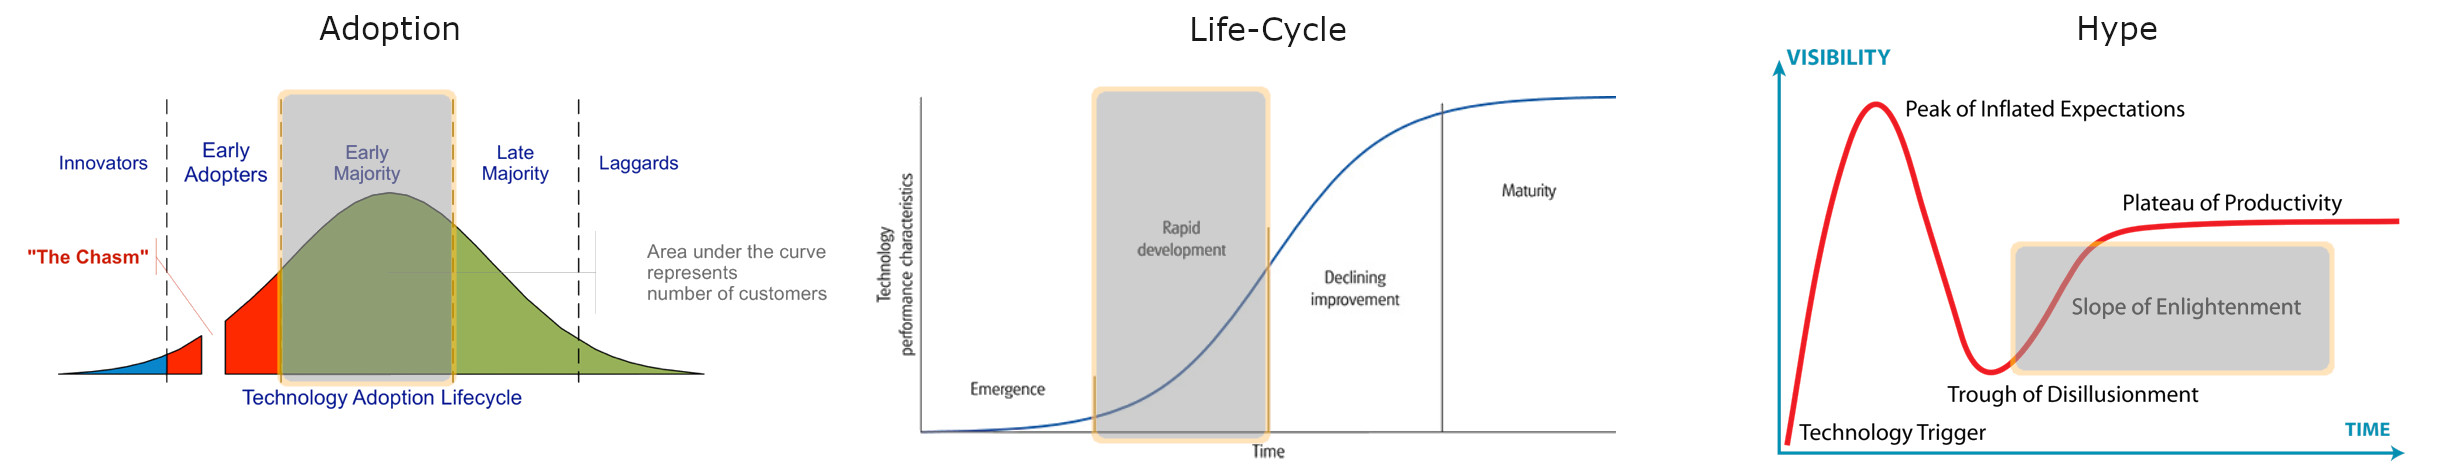 Adoption
Innovators
Early
Adopters
Early
Majority
Late
Majority
Laggards
"The Chasm"
Area under the curve
represents
number of customers
Technology Adoption Lifecycle
Life-Cycle
Technology
performance characteristics
Emergence
Rapid
development
Declining
improvement
Maturity
Time
Hype
VISIBILITY
Peak of Inflated Expectations
Plateau of Productivity
Slope of Enlightenment
Trough of Disillusionment
Technology Trigger
TIME